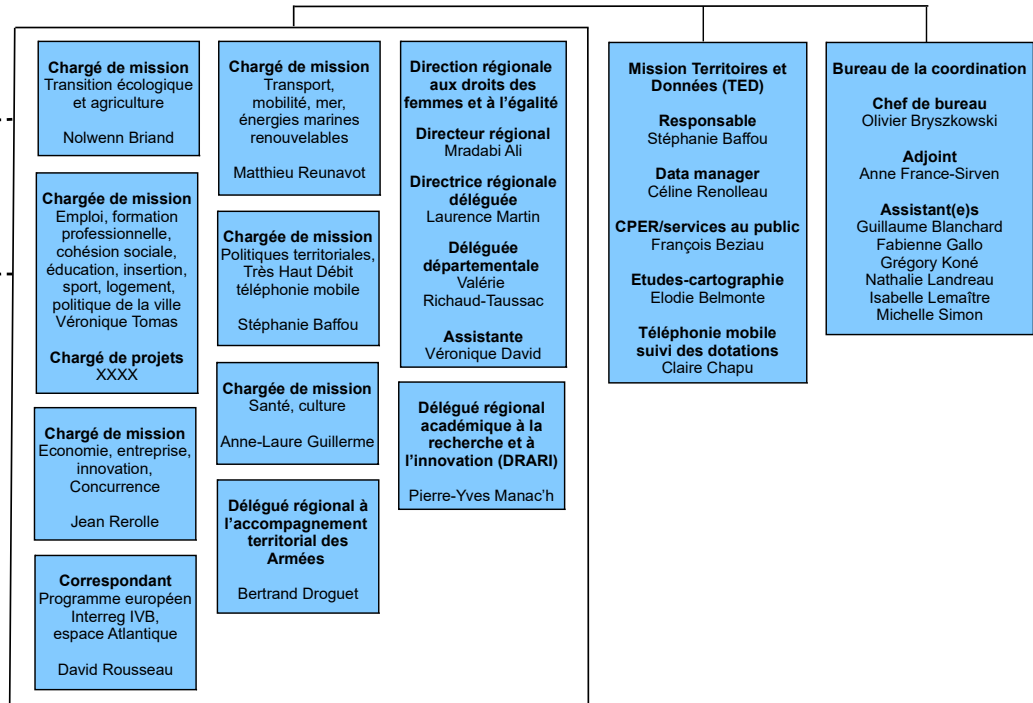 Chargé de mission
Transition écologique
et agriculture
Nolwenn Briand
Chargée de mission
Emploi, formation
professionnelle,
cohésion sociale,
éducation, insertion,
sport, logement,
politique de la ville
Véronique Tomas
Chargé de projets
XXXX
Chargé de mission
Economie, entreprise,
innovation,
Concurrence
Jean Rerolle
Correspondant
Programme européen
Interreg IVB,
espace Atlantique
David Rousseau
Chargé de mission
Transport,
mobilité, mer,
énergies marines
renouvelables
Matthieu Reunavot
Chargée de mission
Politiques territoriales,
Très Haut Débit
téléphonie mobile
Stéphanie Baffou
Chargée de mission
Santé, culture
Anne-Laure Guillerme
Délégué régional à
l'accompagnement
territorial des
Armées
Bertrand Droguet
Direction régionale
aux droits des
femmes et à l'égalité
Directeur régional
Mradabi Ali
Directrice régionale
déléguée
Laurence Martin
Déléguée
départementale
Valérie
Richaud-Taussac
Assistante
Véronique David
Délégué régional
académique à la
recherche et à
l'innovation (DRARI)
Pierre-Yves Manac'h
Mission Territoires et
Données (TED)
Responsable
Stéphanie Baffou
Data manager
Céline Renolleau
CPER/services au public
François Beziau
Etudes-cartographie
Elodie Belmonte
Téléphonie mobile
suivi des dotations
Claire Chapu
Bureau de la coordination
Chef de bureau
Olivier Bryszkowski
Adjoint
Anne France-Sirven
Assistant(e)s
Guillaume Blanchard
Fabienne Gallo
Grégory Koné
Nathalie Landreau
Isabelle Lemaître
Michelle Simon